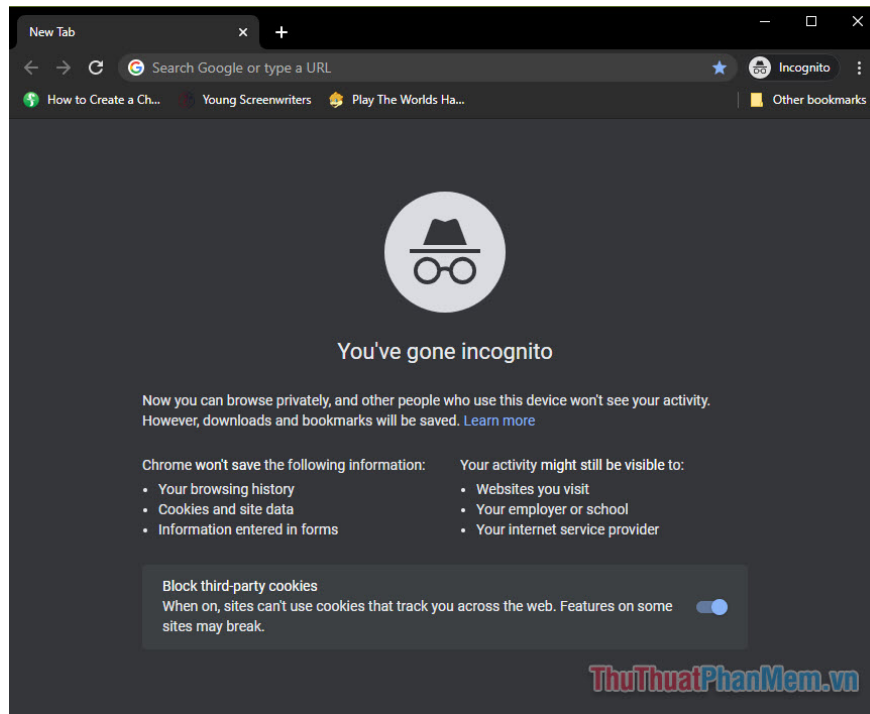 New Tab
Search Google or type a URL
Incognito
How to Create a Ch...
Young Screenwriters
Play The Worlds Ha...
Other bookmarks
You've gone incognito
Now you can browse privately, and other people who use this device won't see your activity.
However, downloads and bookmarks will be saved. Learn more
Chrome won't save the following information:
Your browsing history
Cookies and site data
Information entered in forms
Your activity might still be visible to:
Websites you visit
Your employer or school
Your internet service provider
Block third-party cookies
When on, sites can't use cookies that track you across the web. Features on some
sites may break.
ThuThuatPhanMem.vn